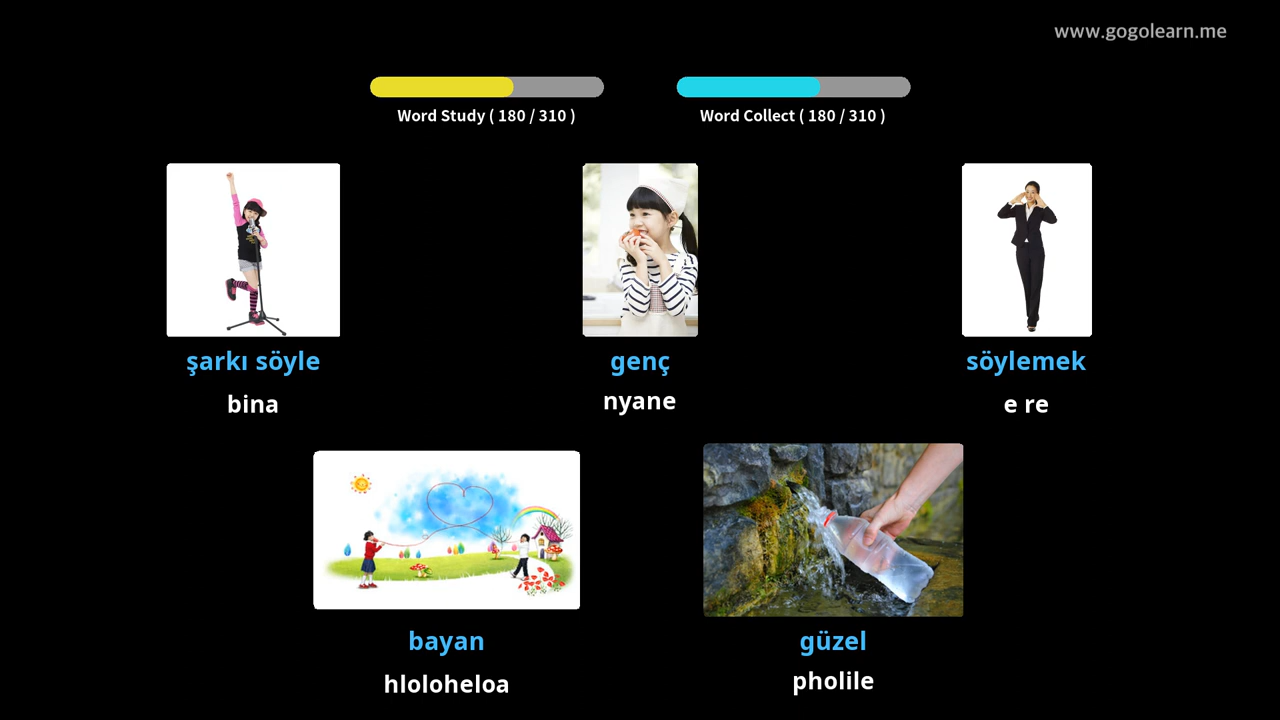 www.gogolearn.me
Word Study ( 180 / 310 )
Word Collect ( 180 / 310 )
şarkı söyle
bina
genç
nyane
söylemek
e re
bayan
hloloheloa
güzel
pholile